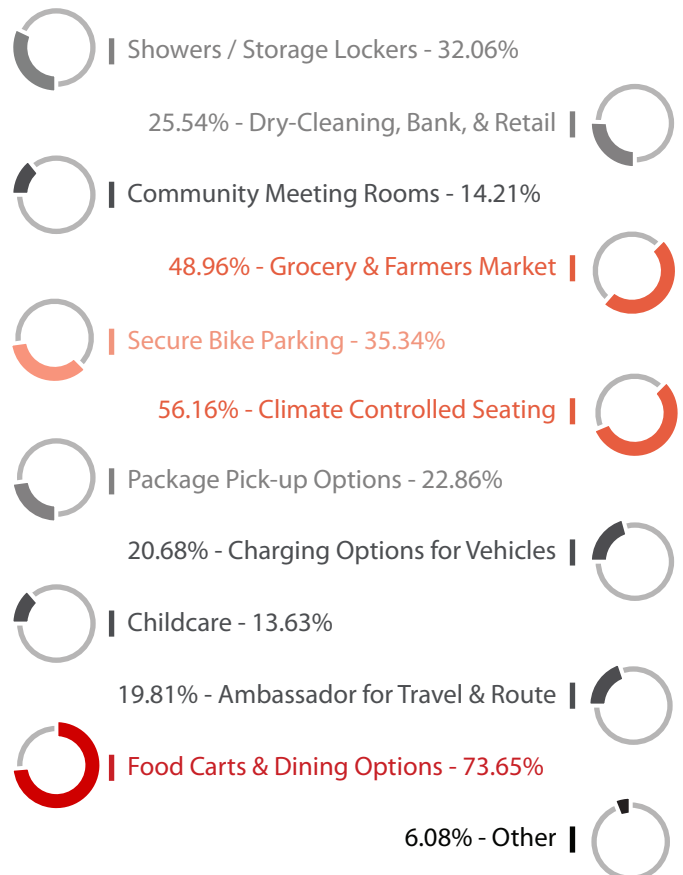 Showers / Storage Lockers - 32.06%
25.54% - Dry-Cleaning, Bank, & Retail
Community Meeting Rooms - 14.21%
48.96% - Grocery & Farmers Market
Secure Bike Parking - 35.34%
56.16% - Climate Controlled Seating
Package Pick-up Options - 22.86%
20.68% - Charging Options for Vehicles
Childcare - 13.63%
19.81% - Ambassador for Travel & Route
Food Carts & Dining Options - 73.65%
6.08% - Other